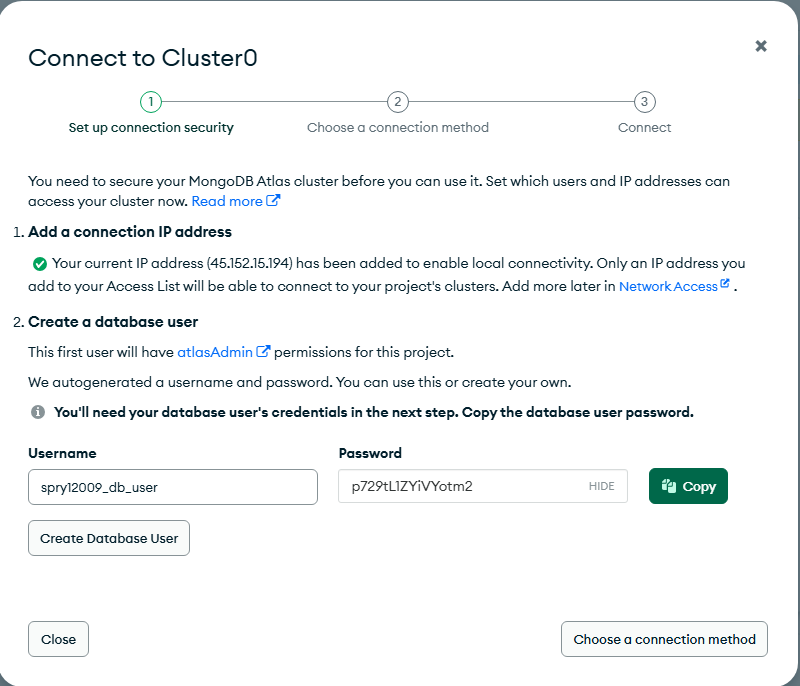 Connect to Cluster0
1
2
3
Set up connection security
Choose a connection method
Connect
You need to secure your MongoDB Atlas cluster before you can use it. Set which users and IP addresses can
access your cluster now. Read more
1. Add a connection IP address
Your current IP address (45.152.15.194) has been added to enable local connectivity. Only an IP address you
add to your Access List will be able to connect to your project's clusters. Add more later in Network Access .
2. Create a database user
This first user will have atlasAdmin permissions for this project.
We autogenerated a username and password. You can use this or create your own.
You'll need your database user's credentials in the next step. Copy the database user password.
Username
Password
spry12009_db_user
p729tL1ZYiVYotm2
HIDE
Copy
Create Database User
Close
Choose a connection method